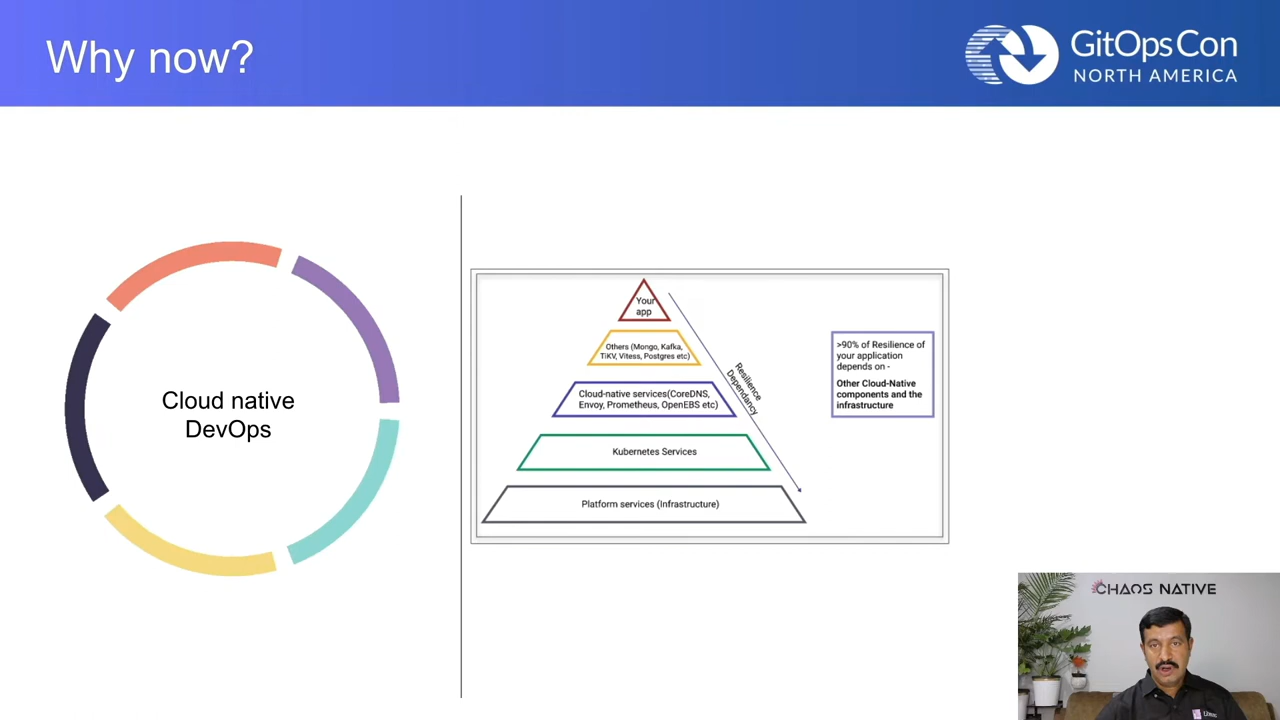 Why now?
GitOpsCon
NORTH AMERICA
Cloud native
DevOps
Your
app
Others (Mongo, Kafka,
TiKV, Vitess, Postgres etc)
Cloud-native services(CoreDNS,
Envoy, Prometheus, OpenEBS etc)
Kubernetes Services
Platform services (Infrastructure)
Resilience
Dependancy
>90% of Resilience of
your application
depends on -
Other Cloud-Native
components and the
infrastructure
CHAOS NATIVE